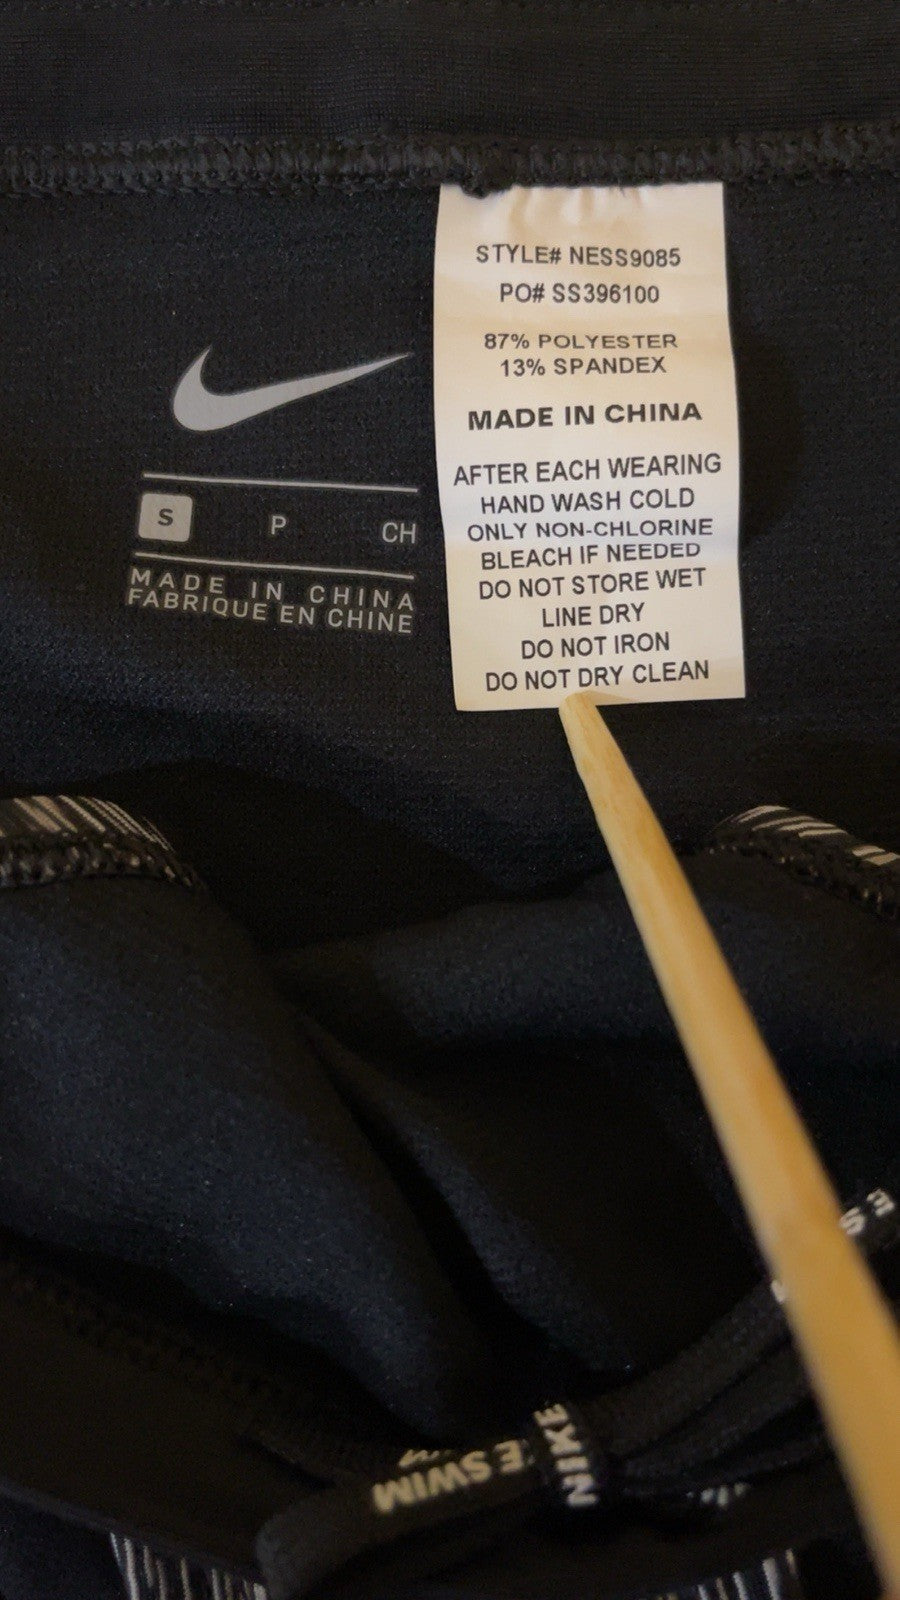 STYLE# NESS9085
PO# SS396100
87% POLYESTER
13% SPANDEX
MADE IN CHINA
AFTER EACH WEARING
HAND WASH COLD
ONLY NON-CHLORINE
BLEACH IF NEEDED
DO NOT STORE WET
LINE DRY
DO NOT IRON
DO NOT DRY CLEAN
S P CH
MADE IN CHINA
FABRIQUE EN CHINE
E SWIM
NIKE